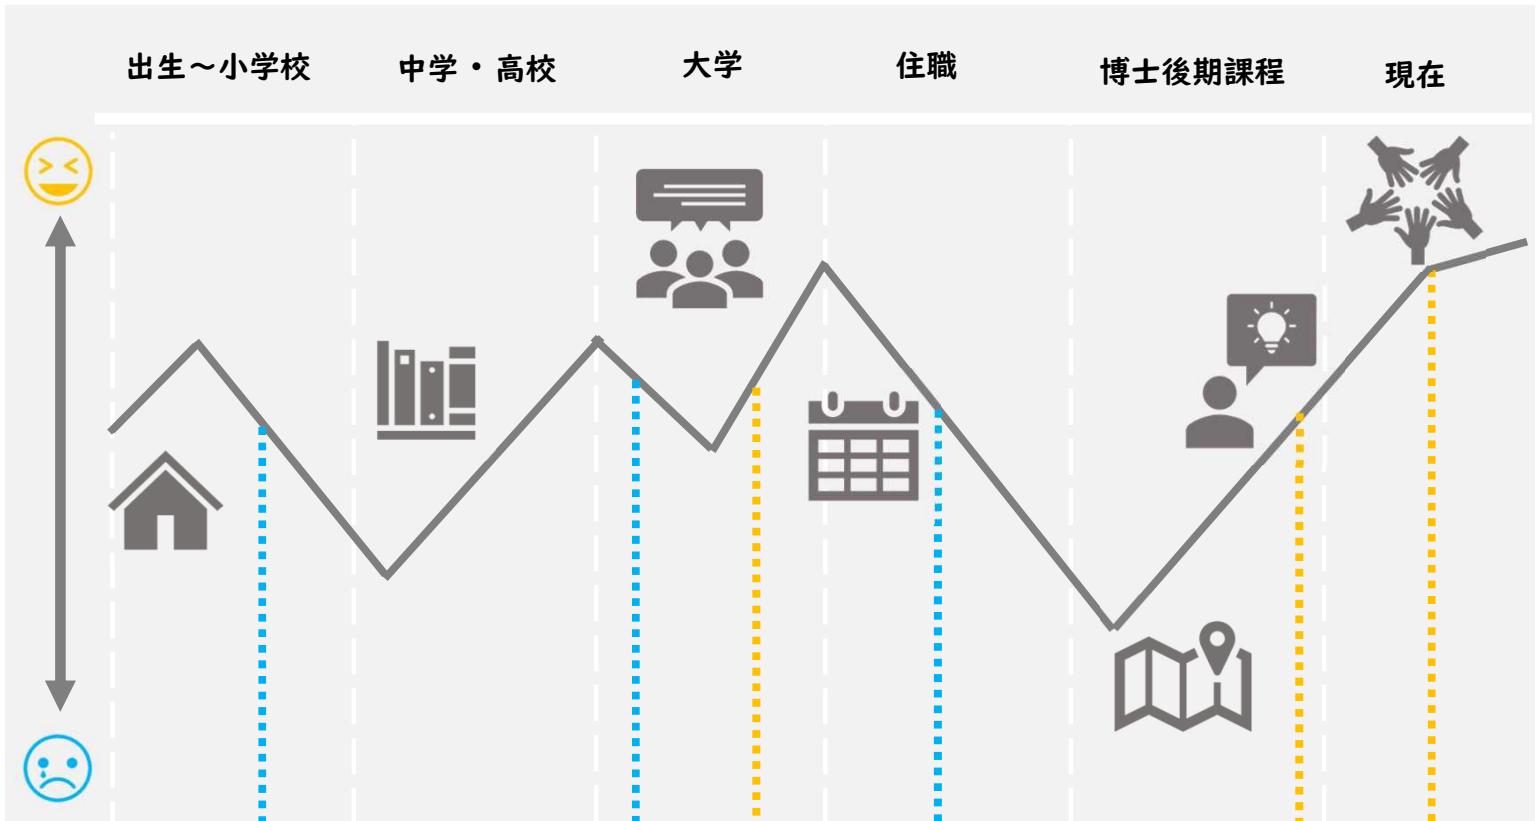 出生～小学校
中学・高校
大学
住職
博士後期課程
現在